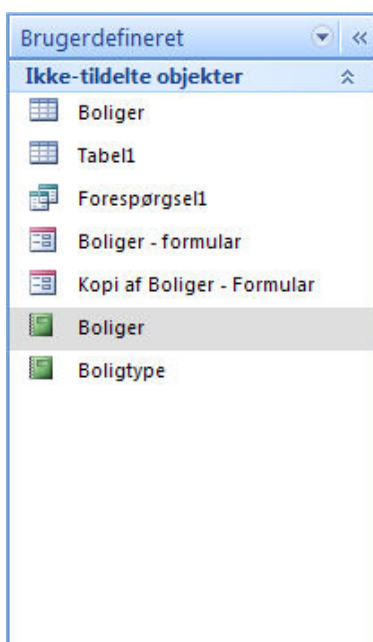 Brugerdefineret
Ikke-tildelte objekter
Boliger
Tabel1
Forespørgsel1
Boliger - formular
Kopi af Boliger - Formular
Boliger
Boligtype